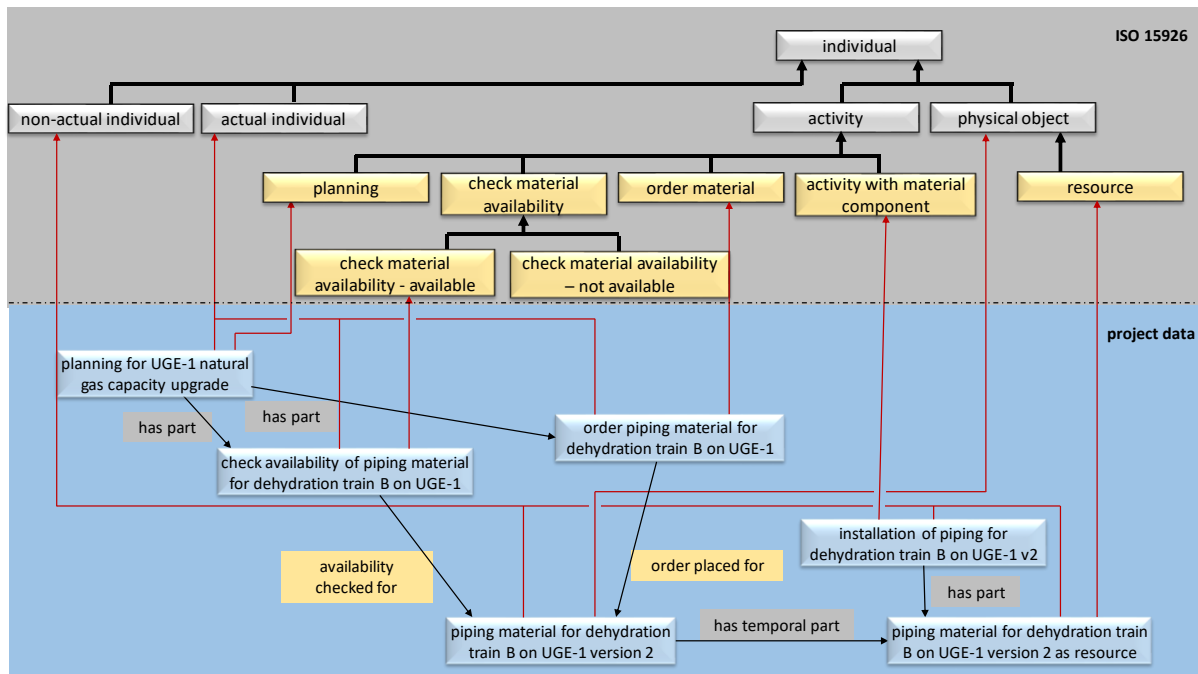 ISO 15926
individual
non-actual individual
actual individual
activity
physical object
planning
check material
availability
order material
activity with material
component
resource
check material
availability - available
check material availability
– not available
project data
planning for UGE-1 natural
gas capacity upgrade
has part
has part
order piping material for
dehydration train B on UGE-1
check availability of piping material
for dehydration train B on UGE-1
installation of piping for
dehydration train B on UGE-1 v2
availability
checked for
order placed for
has part
piping material for dehydration
train B on UGE-1 version 2
has temporal part
piping material for dehydration train
B on UGE-1 version 2 as resource